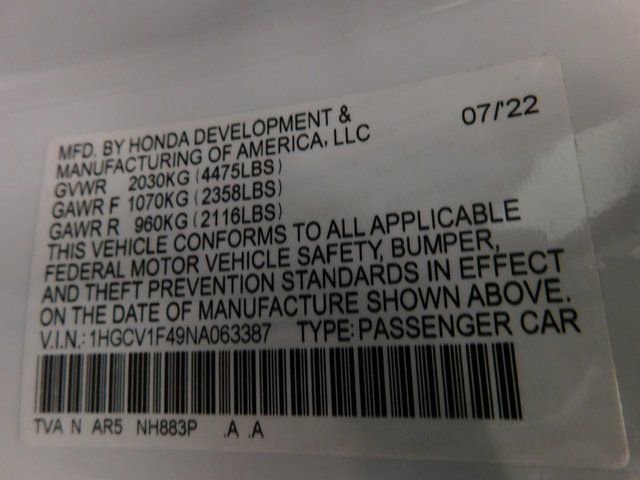 MFD. BY HONDA DEVELOPMENT & 07/'22
MANUFACTURING OF AMERICA, LLC
GVWR 2030KG (4475LBS)
GAWR F 1070KG (2358LBS)
GAWR R 960KG (2116LBS)
THIS VEHICLE CONFORMS TO ALL APPLICABLE
FEDERAL MOTOR VEHICLE SAFETY, BUMPER,
AND THEFT PREVENTION STANDARDS IN EFFECT
ON THE DATE OF MANUFACTURE SHOWN ABOVE.
V.I.N.: 1HGCV1F49NA063387 TYPE: PASSENGER CAR
TVA N AR5 NH883P .A .A